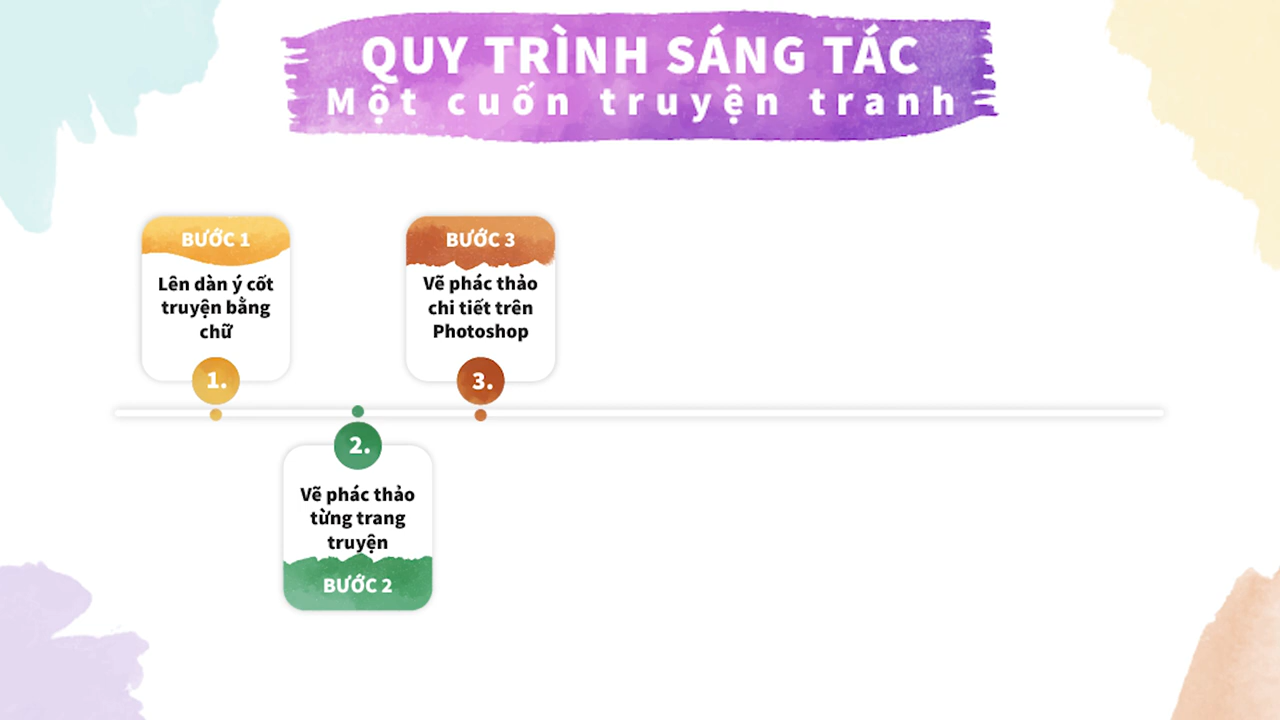 QUY TRÌNH SÁNG TÁC
Một cuốn truyện tranh
BƯỚC 1
Lên dàn ý cốt
truyện bằng
chữ
1.
2.
Vẽ phác thảo
từng trang
truyện
BƯỚC 2
BƯỚC 3
Vẽ phác thảo
chi tiết trên
Photoshop
3.